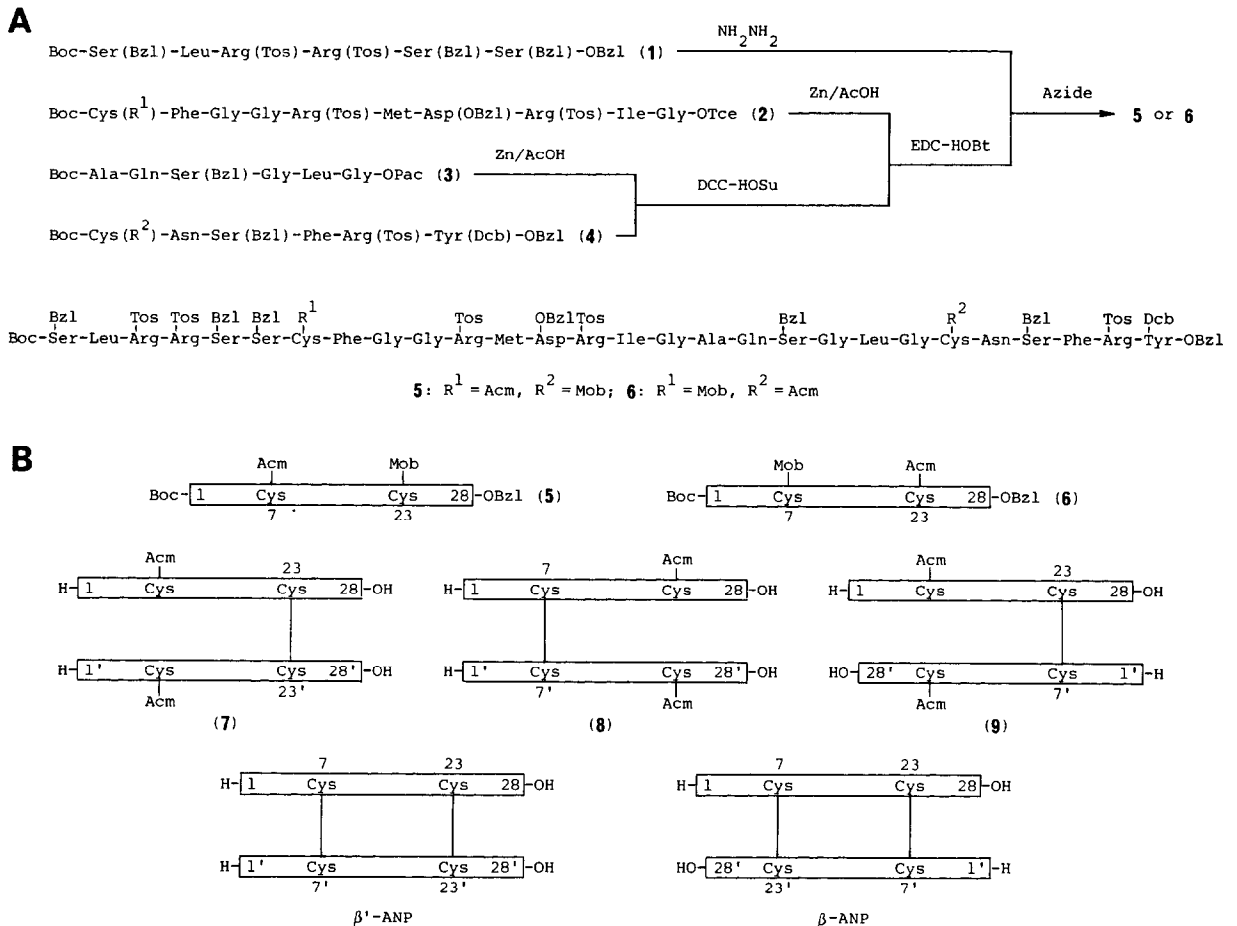 A
Boc-Ser(Bzl)-Leu-Arg(Tos)-Arg(Tos)-Ser(Bzl)-Ser(Bzl)-OBzl (1)
NH2NH2
Boc-Cys(R1)-Phe-Gly-Gly-Arg(Tos)-Met-Asp(OBzl)-Arg(Tos)-Ile-Gly-OTce (2)
Zn/AcOH
Azide
5 or 6
EDC-HOBt
Zn/AcOH
Boc-Ala-Gln-Ser(Bzl)-Gly-Leu-Gly-OPac (3)
DCC-HOSu
Boc-Cys(R2)-Asn-Ser(Bzl)-Phe-Arg(Tos)-Tyr(Dcb)-OBzl (4)
Bzl Tos Tos Bzl Bzl R1 Tos OBzl Tos Bzl R2 Bzl Tos Dcb
Boc-Ser-Leu-Arg-Arg-Ser-Ser-Cys-Phe-Gly-Gly-Arg-Met-Asp-Arg-Ile-Gly-Ala-Gln-Ser-Gly-Leu-Gly-Cys-Asn-Ser-Phe-Arg-Tyr-OBzl
5: R1 = Acm, R2 = Mob; 6: R1 = Mob, R2 = Acm
B
Acm Mob
Boc- 1 Cys Cys 28 -OBzl (5)
7 23
Mob Acm
Boc- 1 Cys Cys 28 -OBzl (6)
7 23
Acm 23
H- 1 Cys Cys 28 -OH
H- 1' Cys Cys 28' -OH
Acm 23'
(7)
7 Acm
H- 1 Cys Cys 28 -OH
H- 1' Cys Cys 28' -OH
7' Acm
(8)
Acm 23
H- 1 Cys Cys 28 -OH
HO- 28' Cys Cys 1' -H
Acm 7'
(9)
7 23
H- 1 Cys Cys 28 -OH
H- 1' Cys Cys 28' -OH
7' 23'
β'-ANP
7 23
H- 1 Cys Cys 28 -OH
HO- 28' Cys Cys 1' -H
23' 7'
β-ANP